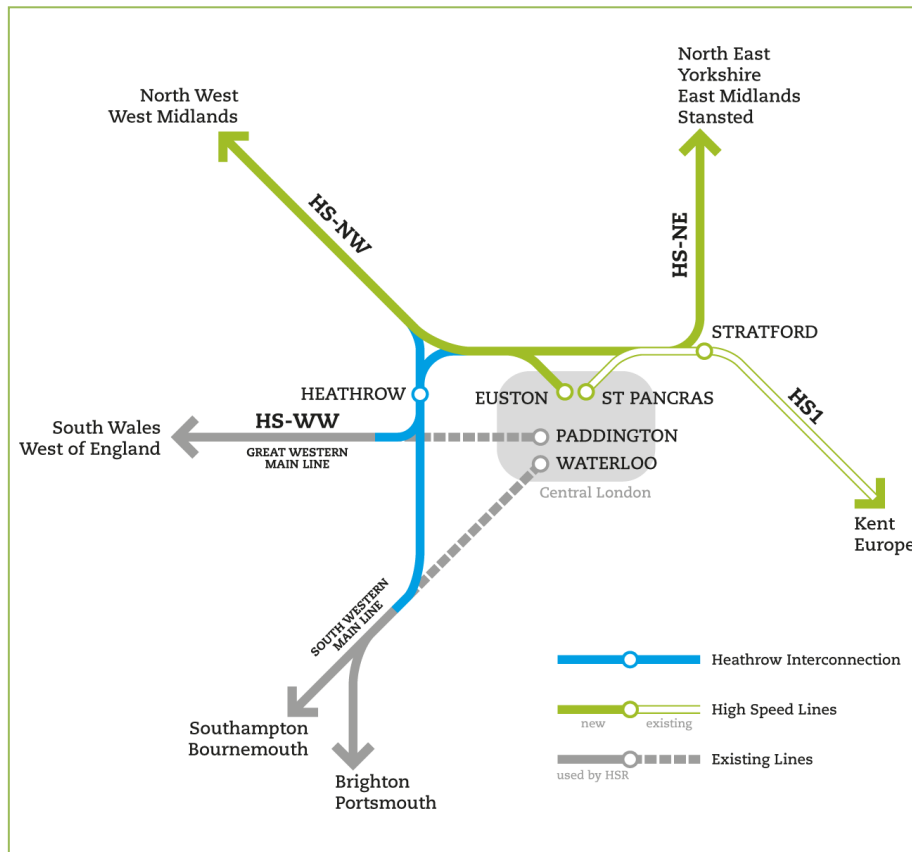 North East
Yorkshire
East Midlands
Stansted
North West
West Midlands
HS-NW
HS-NE
STRATFORD
HEATHROW
EUSTON
ST PANCRAS
HS1
South Wales
West of England
HS-WW
GREAT WESTERN
MAIN LINE
PADDINGTON
WATERLOO
Central London
Kent
Europe
SOUTH WESTERN
MAIN LINE
Heathrow Interconnection
High Speed Lines
new
existing
Existing Lines
used by HSR
Southampton
Bournemouth
Brighton
Portsmouth